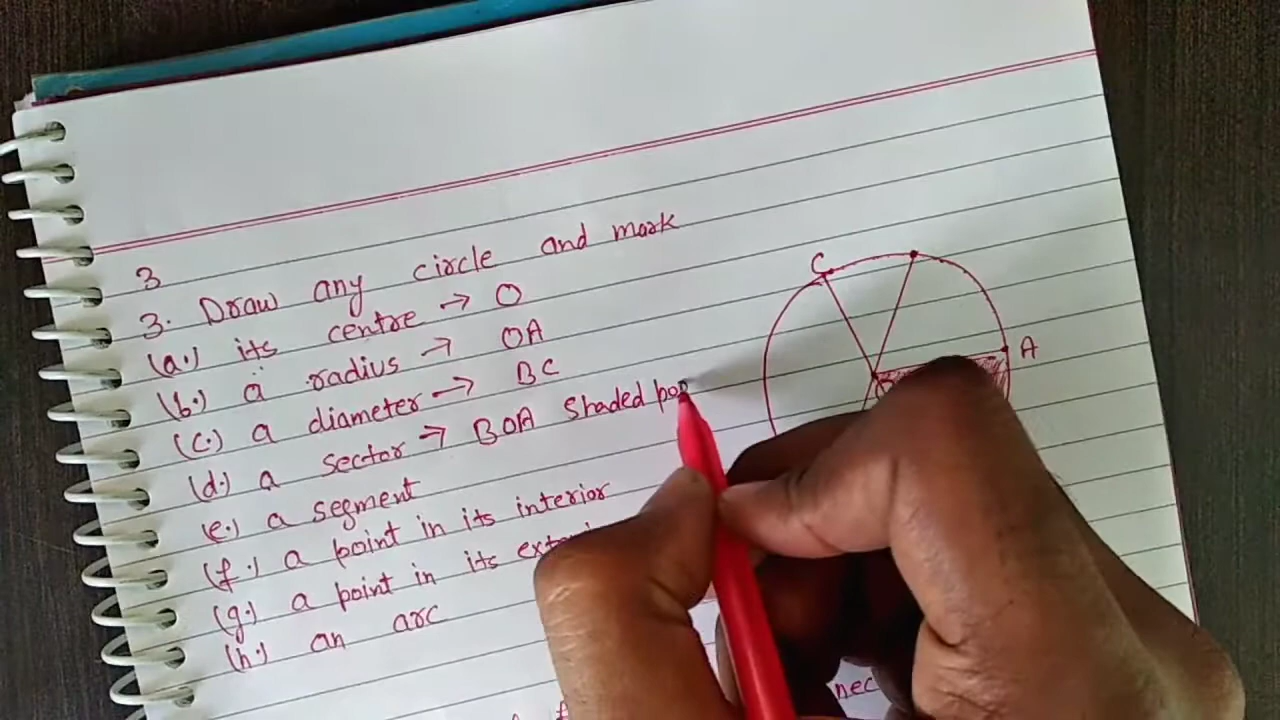 3
3. Draw any circle and mark
(a.) its centre → O
(b.) a radius → OA
(c.) a diameter → BC
(d.) a sector → BOA Shaded
(e.) a segment
(f.) a point in its interior
(g.) a point in its
(h.) an arc
C
A